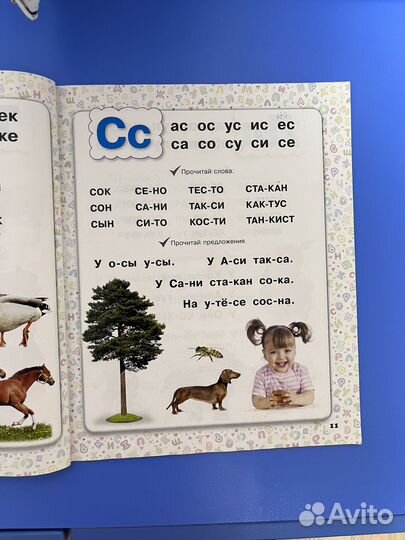 ек
же
Сс
ас ос ус ис ес
са со су си се
Прочитай слова.
СОК СЕ-НО ТЕС-ТО СТА-КАН
СОН СА-НИ ТАК-СИ КАК-ТУС
СЫН СИ-ТО КОС-ТИ ТАН-КИСТ
Прочитай предложения.
У о-сы у-сы. У А-си так-са.
У Са-ни ста-кан со-ка.
На у-тё-се сос-на.
11
Avito